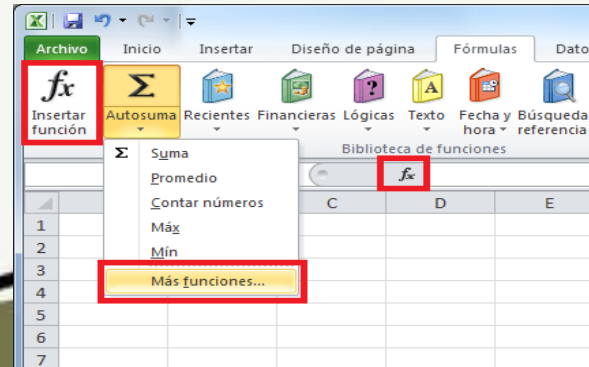 Archivo Inicio Insertar Diseño de página Fórmulas Dato
fx Σ ? A
Insertar función Autosuma Recientes Financieras Lógicas Texto Fecha y hora Búsqueda referencia
Biblioteca de funciones
Σ Suma
fx
Promedio
Contar números
C D E
Máx
1
Mín
2
3
Más funciones...
4
5
6
7